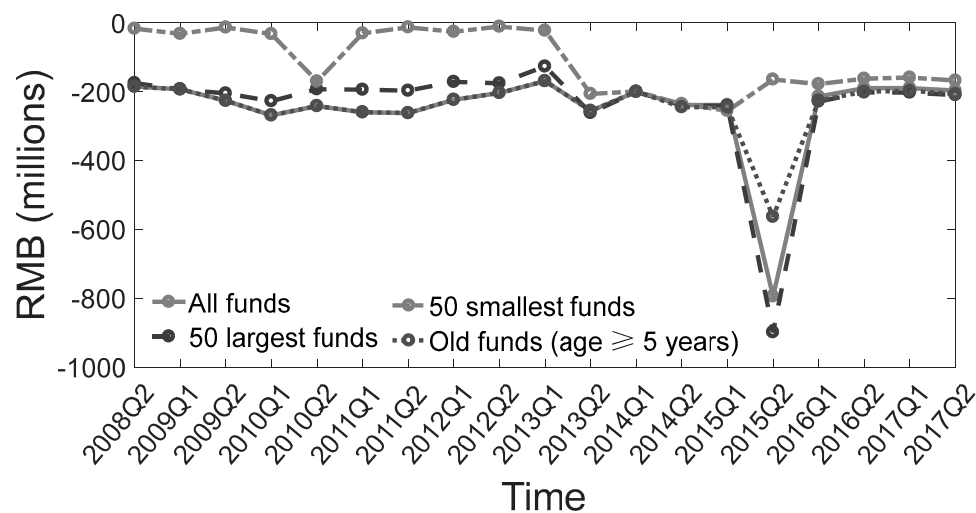 0
-200
-400
-600
-800
-1000
RMB (millions)
All funds
50 smallest funds
50 largest funds
Old funds (age ⩾ 5 years)
2008Q2
2009Q1
2009Q2
2010Q1
2010Q2
2011Q1
2011Q2
2012Q1
2012Q2
2013Q1
2013Q2
2014Q1
2014Q2
2015Q1
2015Q2
2016Q1
2016Q2
2017Q1
2017Q2
Time